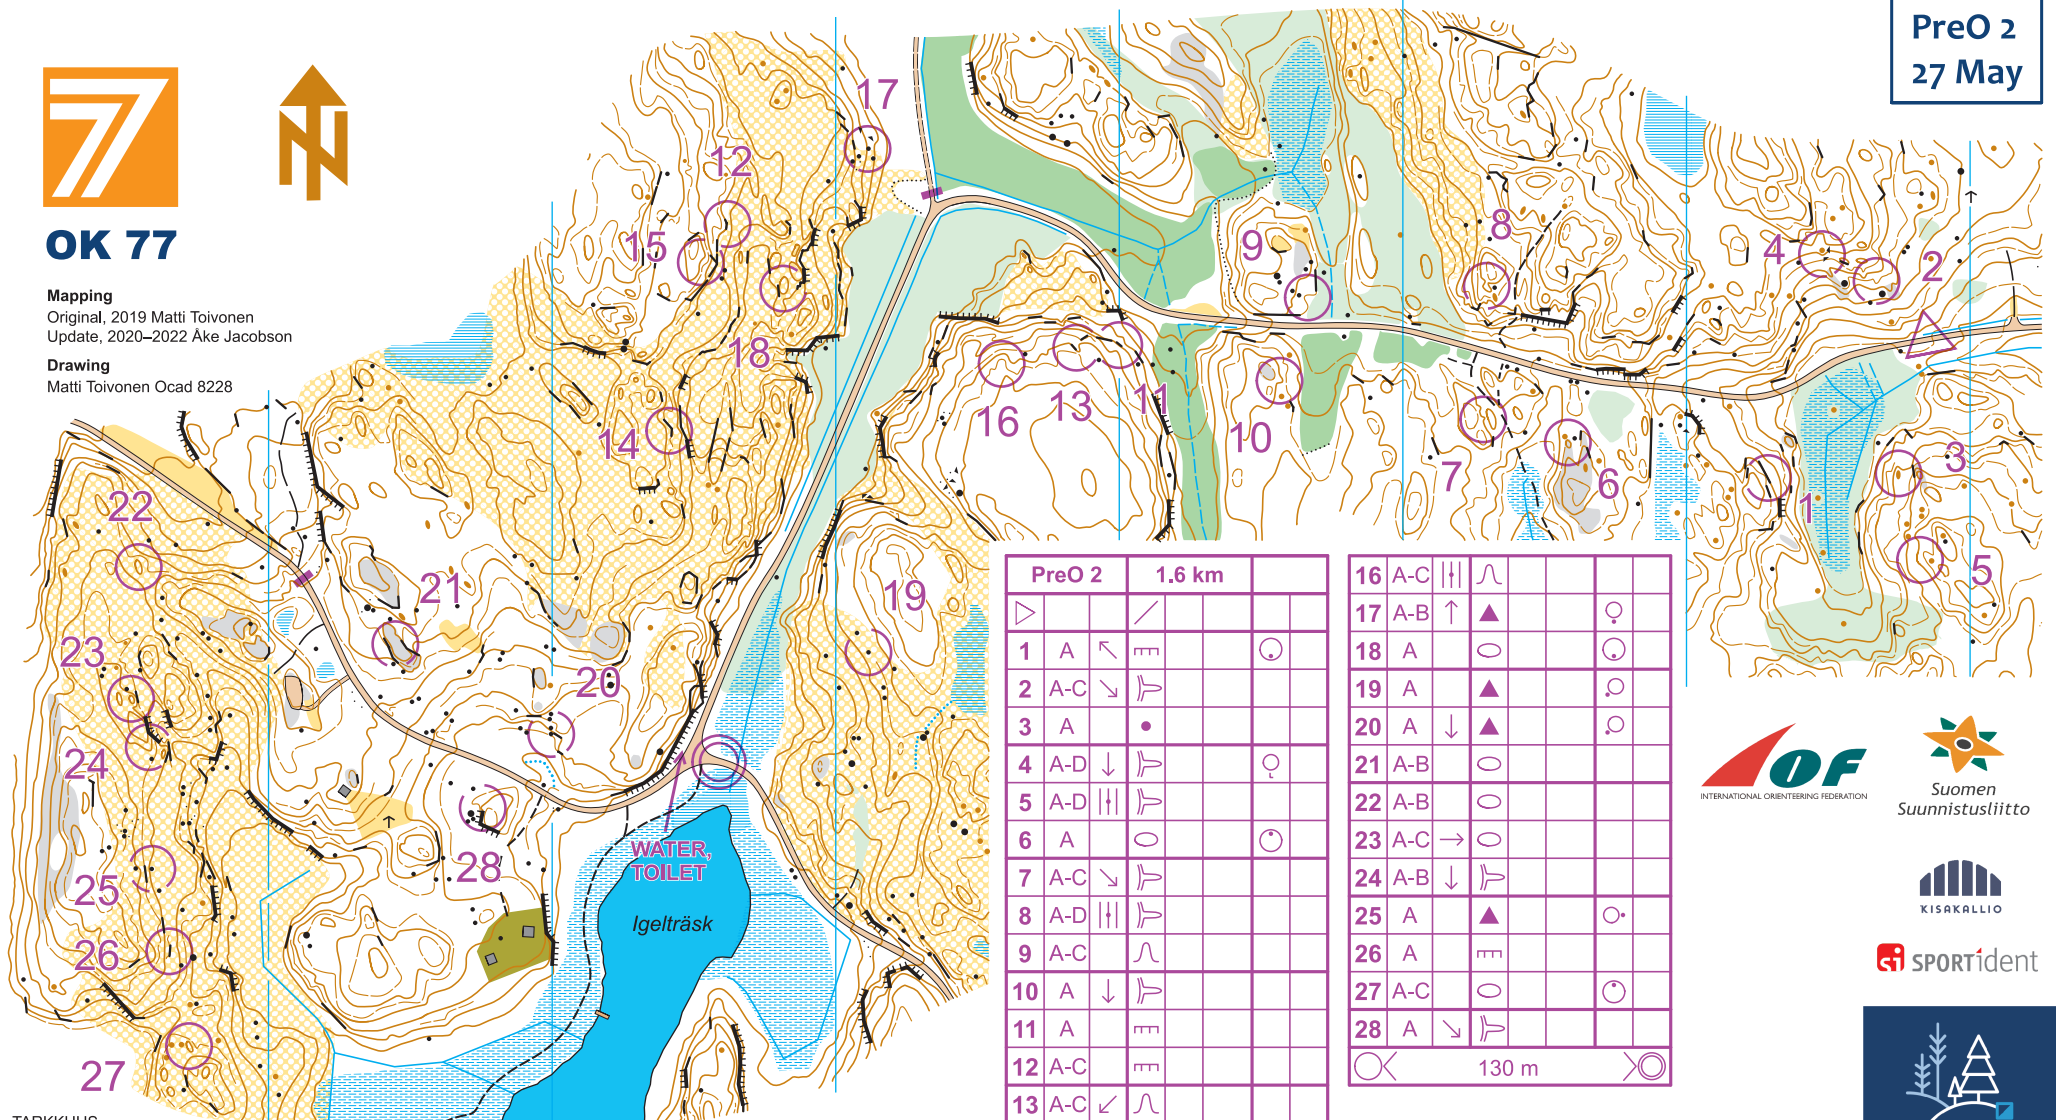 PreO 2
27 May
77
OK 77
Mapping
Original, 2019 Matti Toivonen
Update, 2020–2022 Åke Jacobson
Drawing
Matti Toivonen Ocad 8228
17
12
15
18
14
16
13
11
9
10
8
7
6
4
2
1
3
5
22
21
23
20
19
24
25
26
27
28
WATER,
TOILET
Igelträsk
PreO 2 1.6 km
1 A
2 A-C
3 A
4 A-D
5 A-D
6 A
7 A-C
8 A-D
9 A-C
10 A
11 A
12 A-C
13 A-C
16 A-C
17 A-B
18 A
19 A
20 A
21 A-B
22 A-B
23 A-C
24 A-B
25 A
26 A
27 A-C
28 A
130 m
IOF
INTERNATIONAL ORIENTEERING FEDERATION
Suomen
Suunnistusliitto
KISAKALLIO
SPORTident